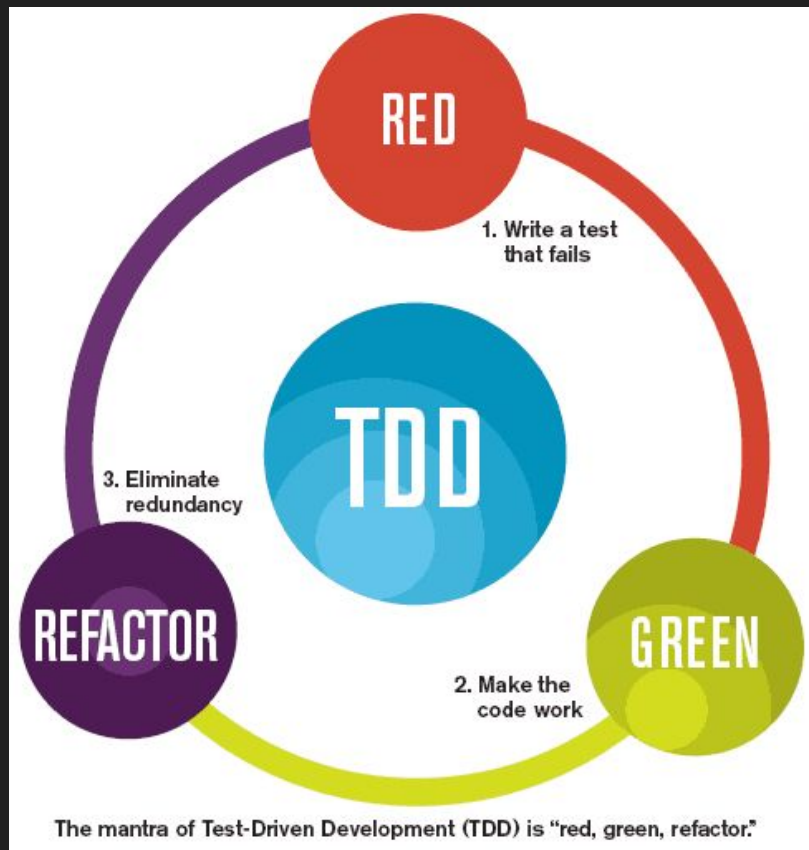 RED
1. Write a test
that fails
TDD
3. Eliminate
redundancy
REFACTOR
GREEN
2. Make the
code work
The mantra of Test-Driven Development (TDD) is “red, green, refactor.”